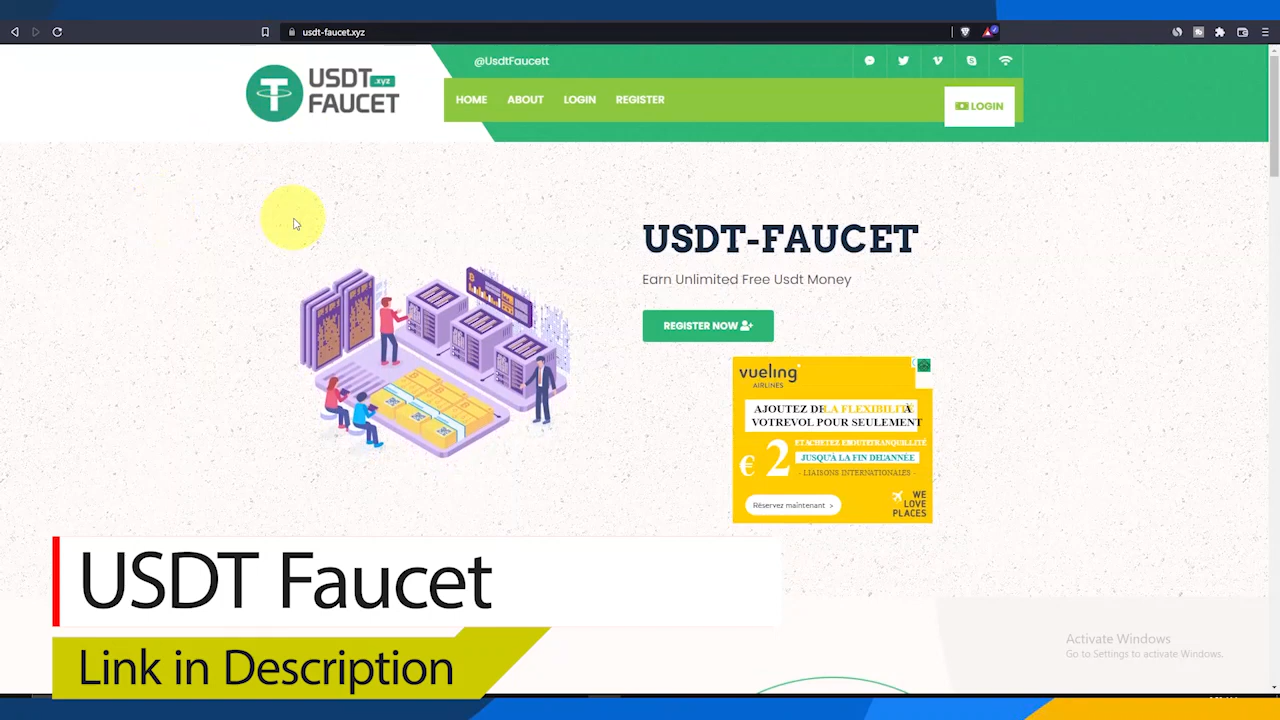 usdt-faucet.xyz
@UsdtFaucett
USDT .xyz
FAUCET
HOME ABOUT LOGIN REGISTER
LOGIN
USDT-FAUCET
Earn Unlimited Free Usdt Money
REGISTER NOW
vueling
AIRLINES
AJOUTEZ DE LA FLEXIBILITÉ À
VOTREVOL POUR SEULEMENT
€ 2
JUSQU'À LA FIN DE L'ANNÉE
- LIAISONS INTERNATIONALES -
Réservez maintenant >
WE
LOVE
PLACES
USDT Faucet
Link in Description
Activate Windows
Go to Settings to activate Windows.